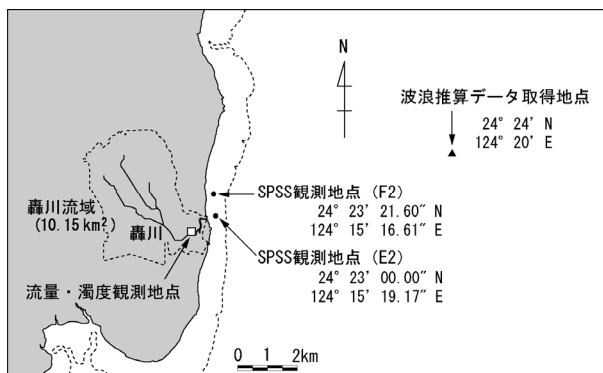 N
波浪推算データ取得地点
24° 24' N
124° 20' E
SPSS観測地点 (F2)
24° 23' 21.60" N
124° 15' 16.61" E
轟川流域
(10.15km²)
轟川
SPSS観測地点 (E2)
24° 23' 00.00" N
124° 15' 19.17" E
流量・濁度観測地点
0 1 2km